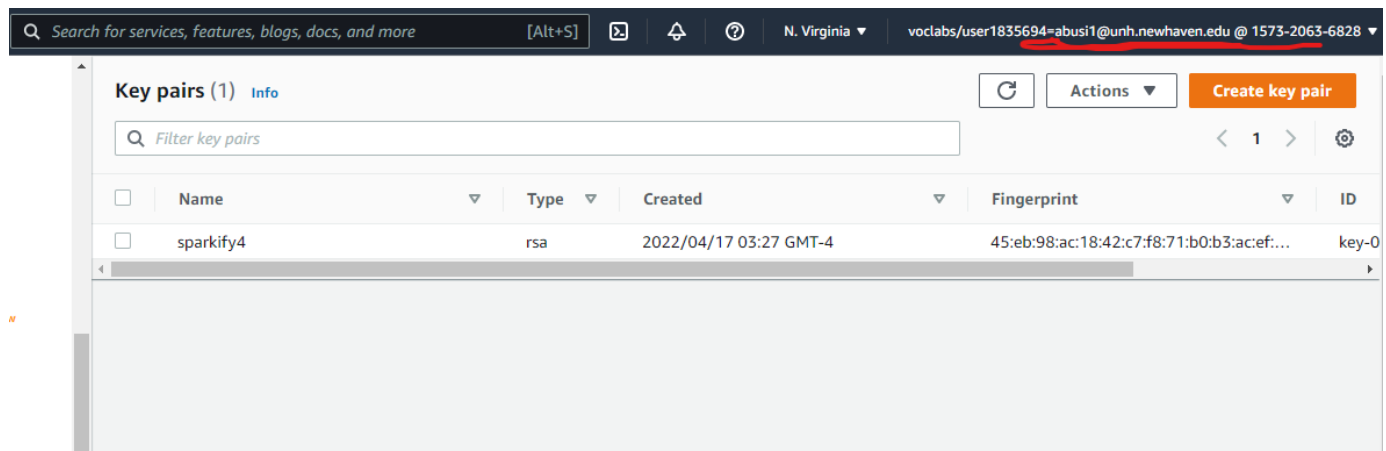 Search for services, features, blogs, docs, and more [Alt+S] N. Virginia ▼ voclabs/user1835694=abusi1@unh.newhaven.edu @ 1573-2063-6828 ▼
Key pairs (1) Info Actions ▼ Create key pair
Filter key pairs < 1 >
Name Type Created Fingerprint ID
sparkify4 rsa 2022/04/17 03:27 GMT-4 45:eb:98:ac:18:42:c7:f8:71:b0:b3:ac:ef:... key-0